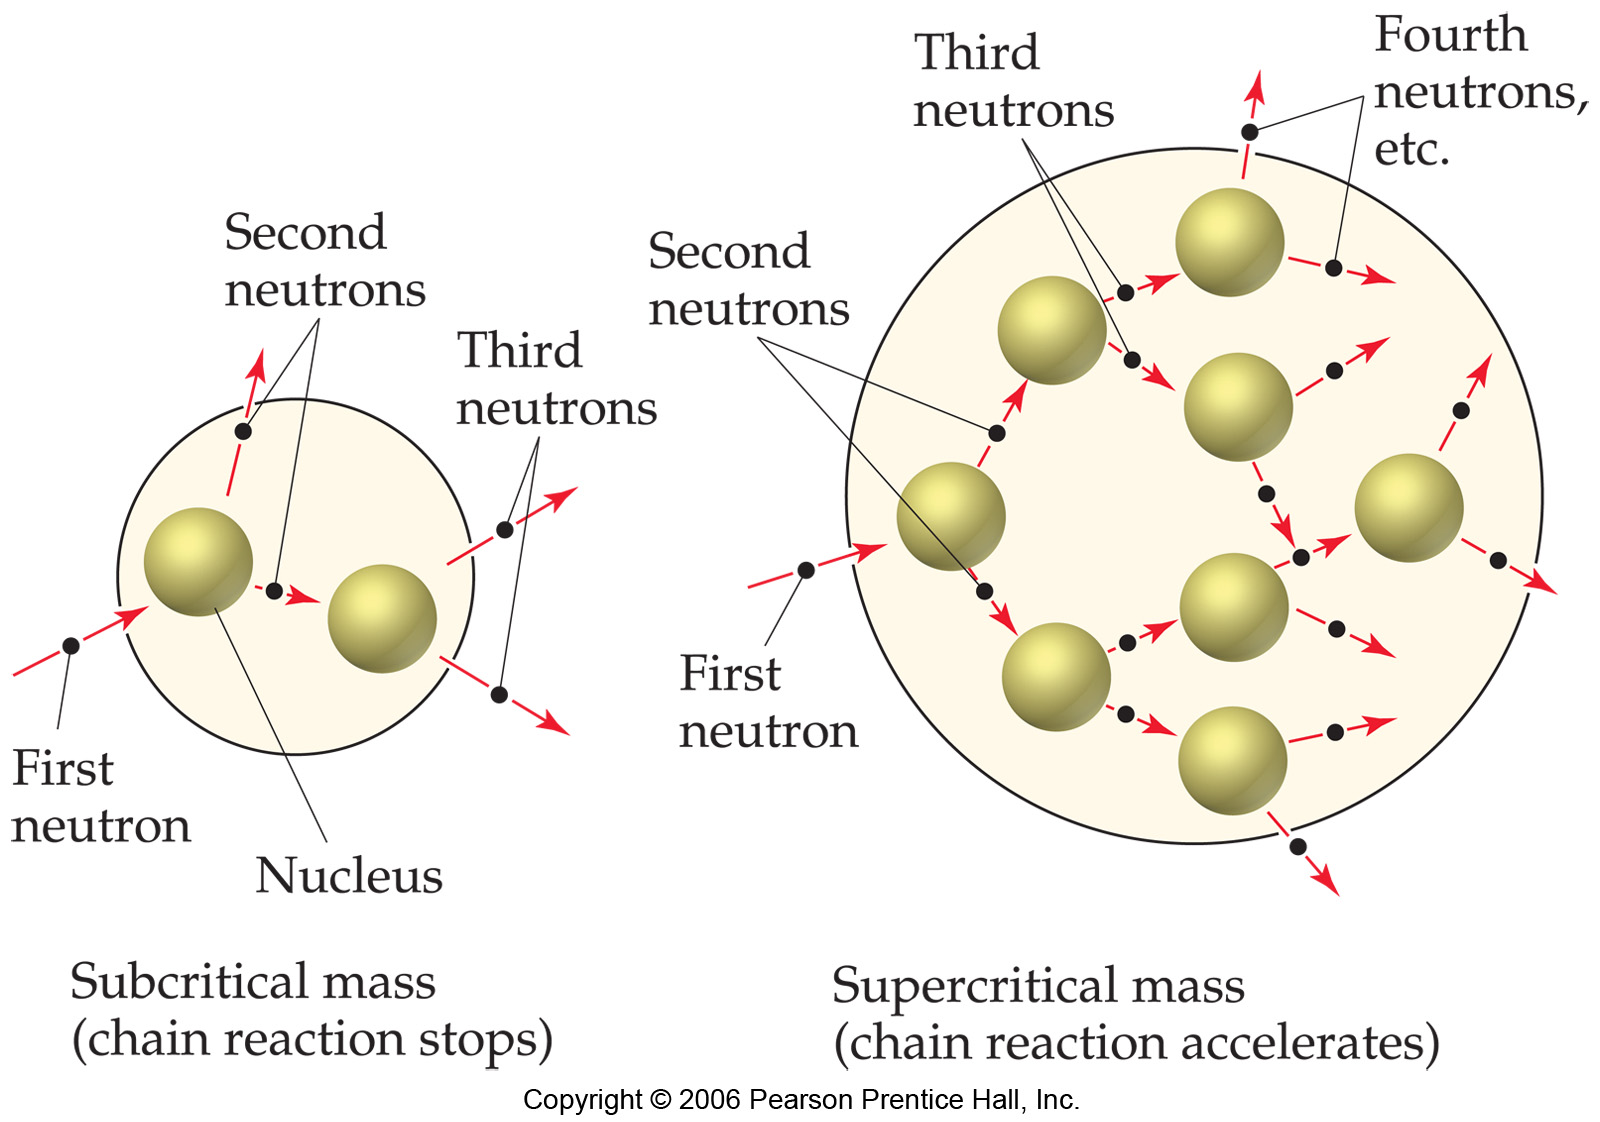 Second
neutrons
Third
neutrons
First
neutron
Nucleus
Subcritical mass
(chain reaction stops)
Third
neutrons
Fourth
neutrons,
etc.
Second
neutrons
First
neutron
Supercritical mass
(chain reaction accelerates)
Copyright © 2006 Pearson Prentice Hall, Inc.